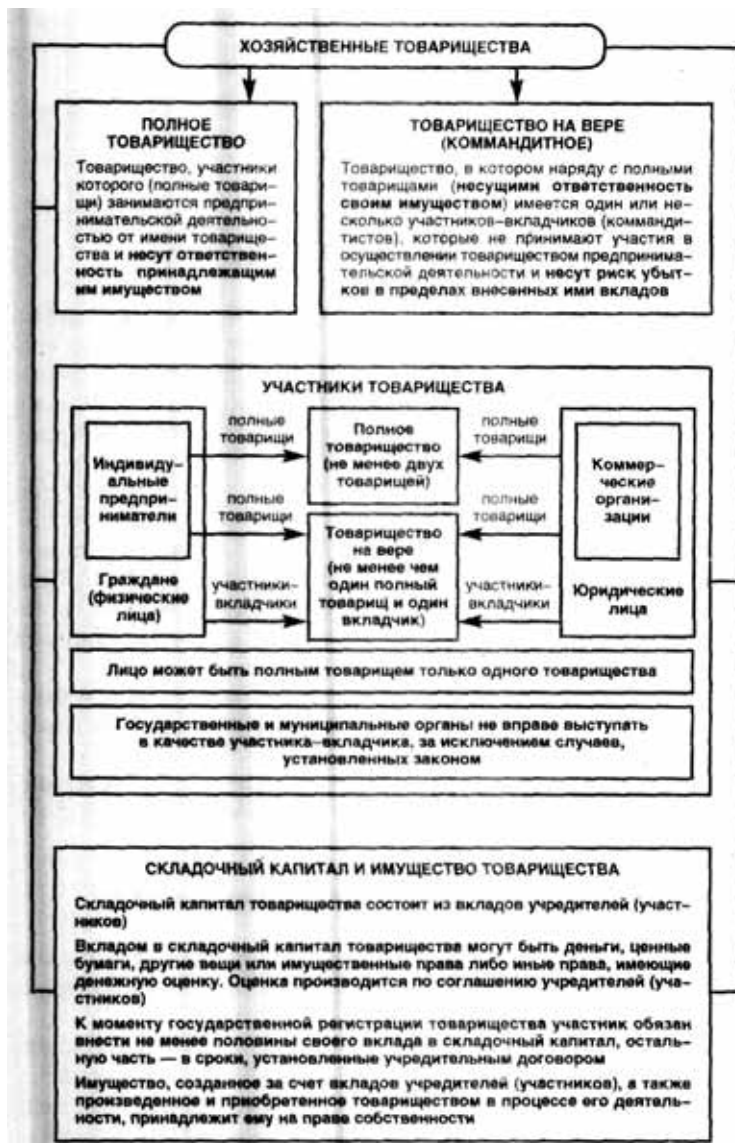 ХОЗЯЙСТВЕННЫЕ ТОВАРИЩЕСТВА
ПОЛНОЕ
ТОВАРИЩЕСТВО
Товарищество, участники
которого (полные товари-
щи) занимаются предпри-
нимательской деятельно-
стью от имени товарище-
ства и несут ответствен-
ность принадлежащим
им имуществом
ТОВАРИЩЕСТВО НА ВЕРЕ
(КОММАНДИТНОЕ)
Товарищество, в котором наряду с полными
товарищами (несущими ответственность
своим имуществом) имеется один или не-
сколько участников-вкладчиков (комманди-
тистов), которые не принимают участия в
осуществлении товариществом предпринима-
тельской деятельности и несут риск убыт-
ков в пределах внесенных ими вкладов
УЧАСТНИКИ ТОВАРИЩЕСТВА
Индивиду-
альные
предпри-
ниматели
Граждане
(физические
лица)
полные
товарищи
полные
товарищи
участники-
вкладчики
Полное
товарищество
(не менее двух
товарищей)
Товарищество
на вере
(не менее чем
один полный
товарищ и один
вкладчик)
полные
товарищи
полные
товарищи
участники-
вкладчики
Коммер-
ческие
органи-
зации
Юридические
лица
Лицо может быть полным товарищем только одного товарищества
Государственные и муниципальные органы не вправе выступать
в качестве участника-вкладчика, за исключением случаев,
установленных законом
СКЛАДОЧНЫЙ КАПИТАЛ И ИМУЩЕСТВО ТОВАРИЩЕСТВА
Складочный капитал товарищества состоит из вкладов учредителей (участ-
ников)
Вкладом в складочный капитал товарищества могут быть деньги, ценные
бумаги, другие вещи или имущественные права либо иные права, имеющие
денежную оценку. Оценка производится по соглашению учредителей (уча-
стников)
К моменту государственной регистрации товарищества участник обязан
внести не менее половины своего вклада в складочный капитал, осталь-
ную часть — в сроки, установленные учредительным договором
Имущество, созданное за счет вкладов учредителей (участников), а также
произведенное и приобретенное товариществом в процессе его деятель-
ности, принадлежит ему на праве собственности